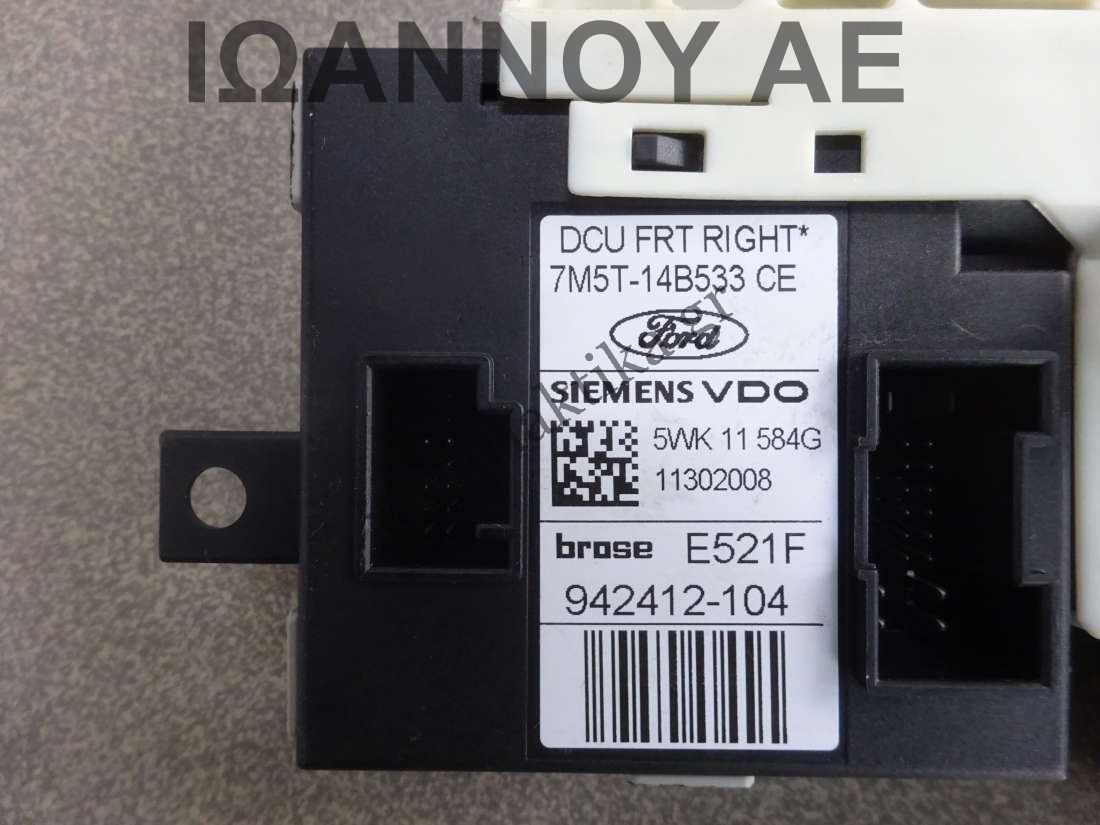 ΙΩΑΝΝΟΥ ΑΕ
DCU FRT RIGHT*
7M5T-14B533 CE
Ford
SIEMENS VDO
5WK 11 584G
11302008
brose E521F
942412-104